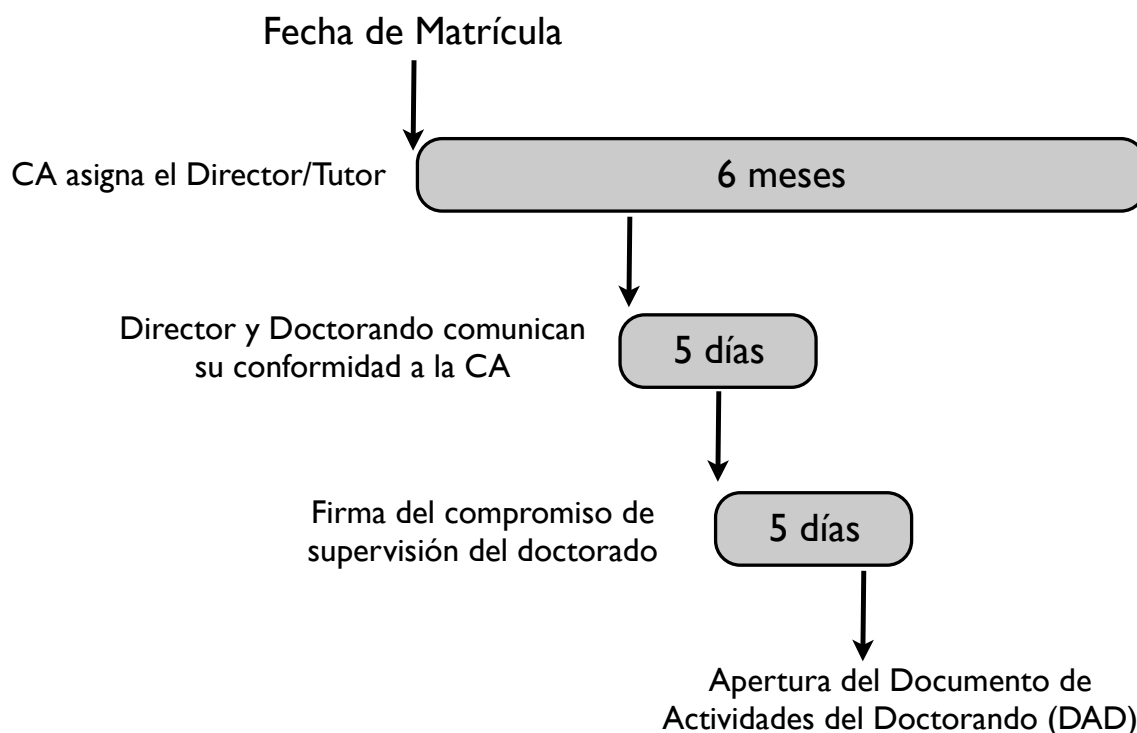 Fecha de Matrícula
CA asigna el Director/Tutor
6 meses
Director y Doctorando comunican
su conformidad a la CA
5 días
Firma del compromiso de
supervisión del doctorado
5 días
Apertura del Documento de
Actividades del Doctorando (DAD)